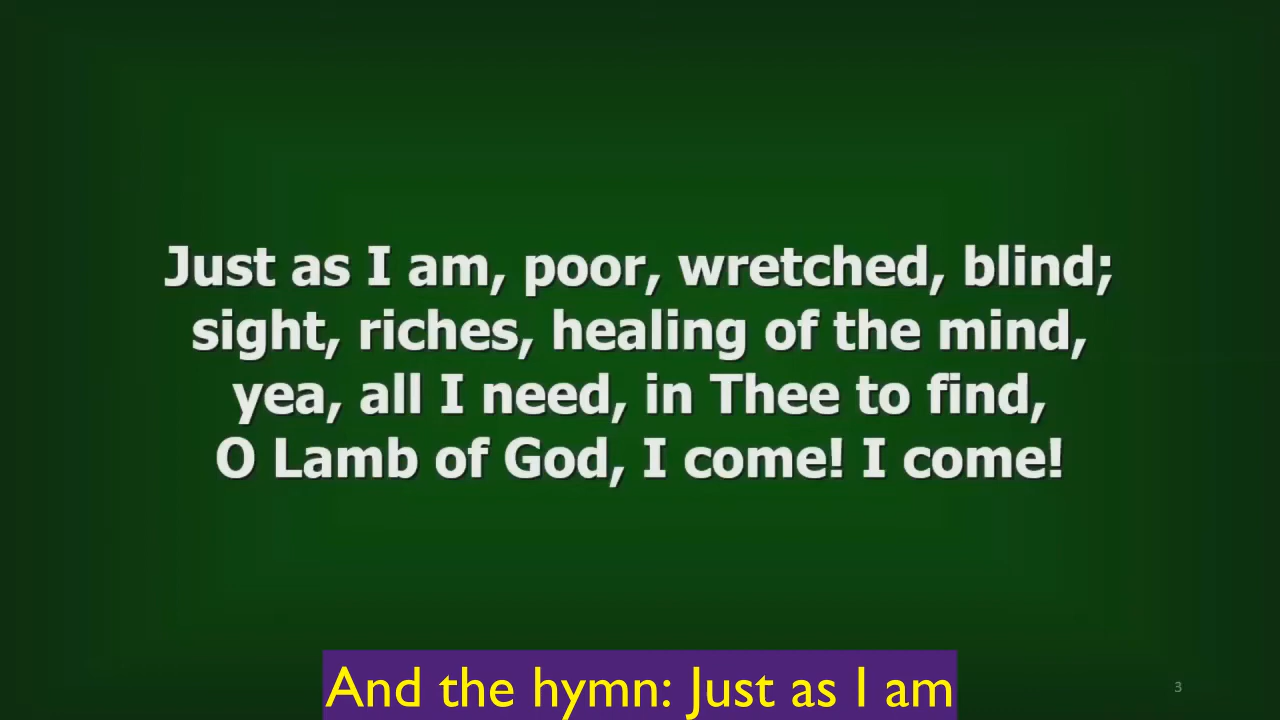 Just as I am, poor, wretched, blind;
sight, riches, healing of the mind,
yea, all I need, in Thee to find,
O Lamb of God, I come! I come!
And the hymn: Just as I am
3